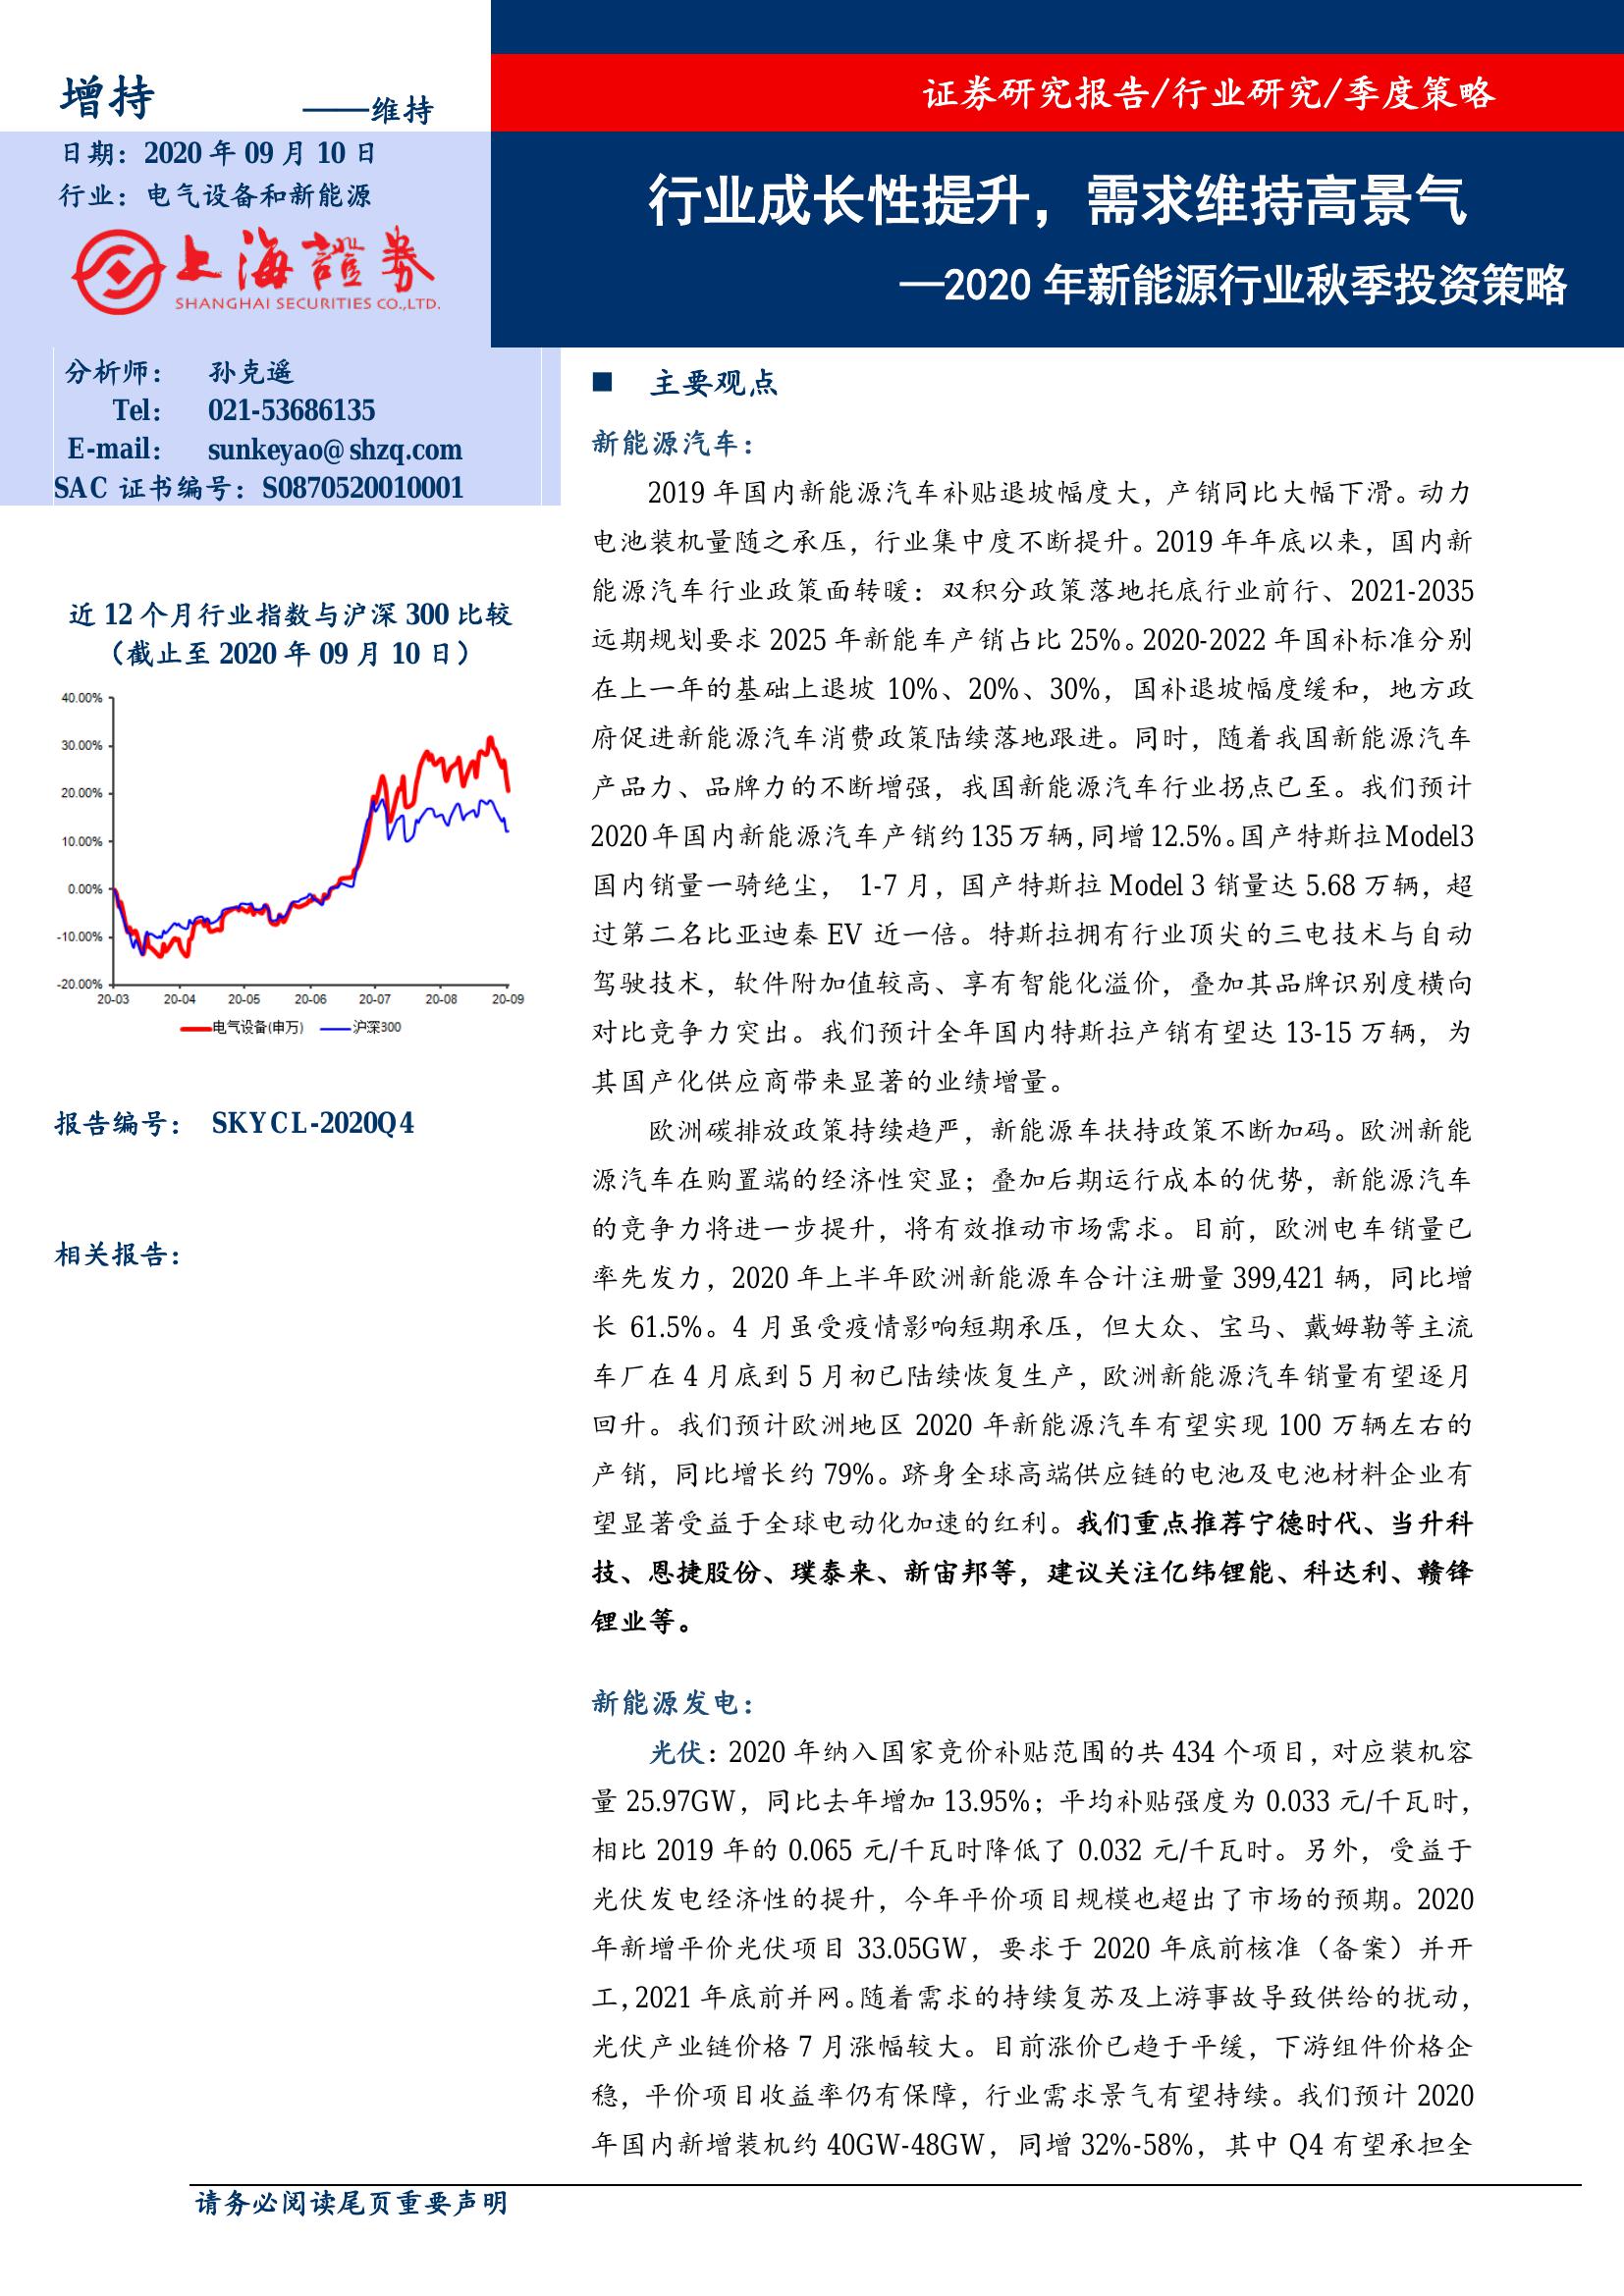 增持 ——维持
日期：2020 年 09 月 10 日
行业：电气设备和新能源
上海證券
SHANGHAI SECURITIES CO.,LTD.
分析师： 孙克遥
Tel： 021-53686135
E-mail： sunkeyao@shzq.com
SAC 证书编号：S0870520010001
近 12 个月行业指数与沪深 300 比较
（截止至 2020 年 09 月 10 日）
40.00%
30.00%
20.00%
10.00%
0.00%
-10.00%
-20.00%
20-03 20-04 20-05 20-06 20-07 20-08 20-09
电气设备(申万) 沪深300
报告编号： SKYCL-2020Q4
相关报告：
证券研究报告/行业研究/季度策略
行业成长性提升，需求维持高景气
—2020 年新能源行业秋季投资策略
■ 主要观点
新能源汽车：
2019 年国内新能源汽车补贴退坡幅度大，产销同比大幅下滑。动力
电池装机量随之承压，行业集中度不断提升。2019 年年底以来，国内新
能源汽车行业政策面转暖：双积分政策落地托底行业前行、2021-2035
远期规划要求 2025 年新能车产销占比 25%。2020-2022 年国补标准分别
在上一年的基础上退坡 10%、20%、30%，国补退坡幅度缓和，地方政
府促进新能源汽车消费政策陆续落地跟进。同时，随着我国新能源汽车
产品力、品牌力的不断增强，我国新能源汽车行业拐点已至。我们预计
2020 年国内新能源汽车产销约 135 万辆，同增 12.5%。国产特斯拉 Model3
国内销量一骑绝尘， 1-7 月，国产特斯拉 Model 3 销量达 5.68 万辆，超
过第二名比亚迪秦 EV 近一倍。特斯拉拥有行业顶尖的三电技术与自动
驾驶技术，软件附加值较高、享有智能化溢价，叠加其品牌识别度横向
对比竞争力突出。我们预计全年国内特斯拉产销有望达 13-15 万辆，为
其国产化供应商带来显著的业绩增量。
欧洲碳排放政策持续趋严，新能源车扶持政策不断加码。欧洲新能
源汽车在购置端的经济性突显；叠加后期运行成本的优势，新能源汽车
的竞争力将进一步提升，将有效推动市场需求。目前，欧洲电车销量已
率先发力，2020 年上半年欧洲新能源车合计注册量 399,421 辆，同比增
长 61.5%。4 月虽受疫情影响短期承压，但大众、宝马、戴姆勒等主流
车厂在 4 月底到 5 月初已陆续恢复生产，欧洲新能源汽车销量有望逐月
回升。我们预计欧洲地区 2020 年新能源汽车有望实现 100 万辆左右的
产销，同比增长约 79%。跻身全球高端供应链的电池及电池材料企业有
望显著受益于全球电动化加速的红利。我们重点推荐宁德时代、当升科
技、恩捷股份、璞泰来、新宙邦等，建议关注亿纬锂能、科达利、赣锋
锂业等。
新能源发电：
光伏：2020 年纳入国家竞价补贴范围的共 434 个项目，对应装机容
量 25.97GW，同比去年增加 13.95%；平均补贴强度为 0.033 元/千瓦时，
相比 2019 年的 0.065 元/千瓦时降低了 0.032 元/千瓦时。另外，受益于
光伏发电经济性的提升，今年平价项目规模也超出了市场的预期。2020
年新增平价光伏项目 33.05GW，要求于 2020 年底前核准（备案）并开
工，2021 年底前并网。随着需求的持续复苏及上游事故导致供给的扰动，
光伏产业链价格 7 月涨幅较大。目前涨价已趋于平缓，下游组件价格企
稳，平价项目收益率仍有保障，行业需求景气有望持续。我们预计 2020
年国内新增装机约 40GW-48GW，同增 32%-58%，其中 Q4 有望承担全
请务必阅读尾页重要声明